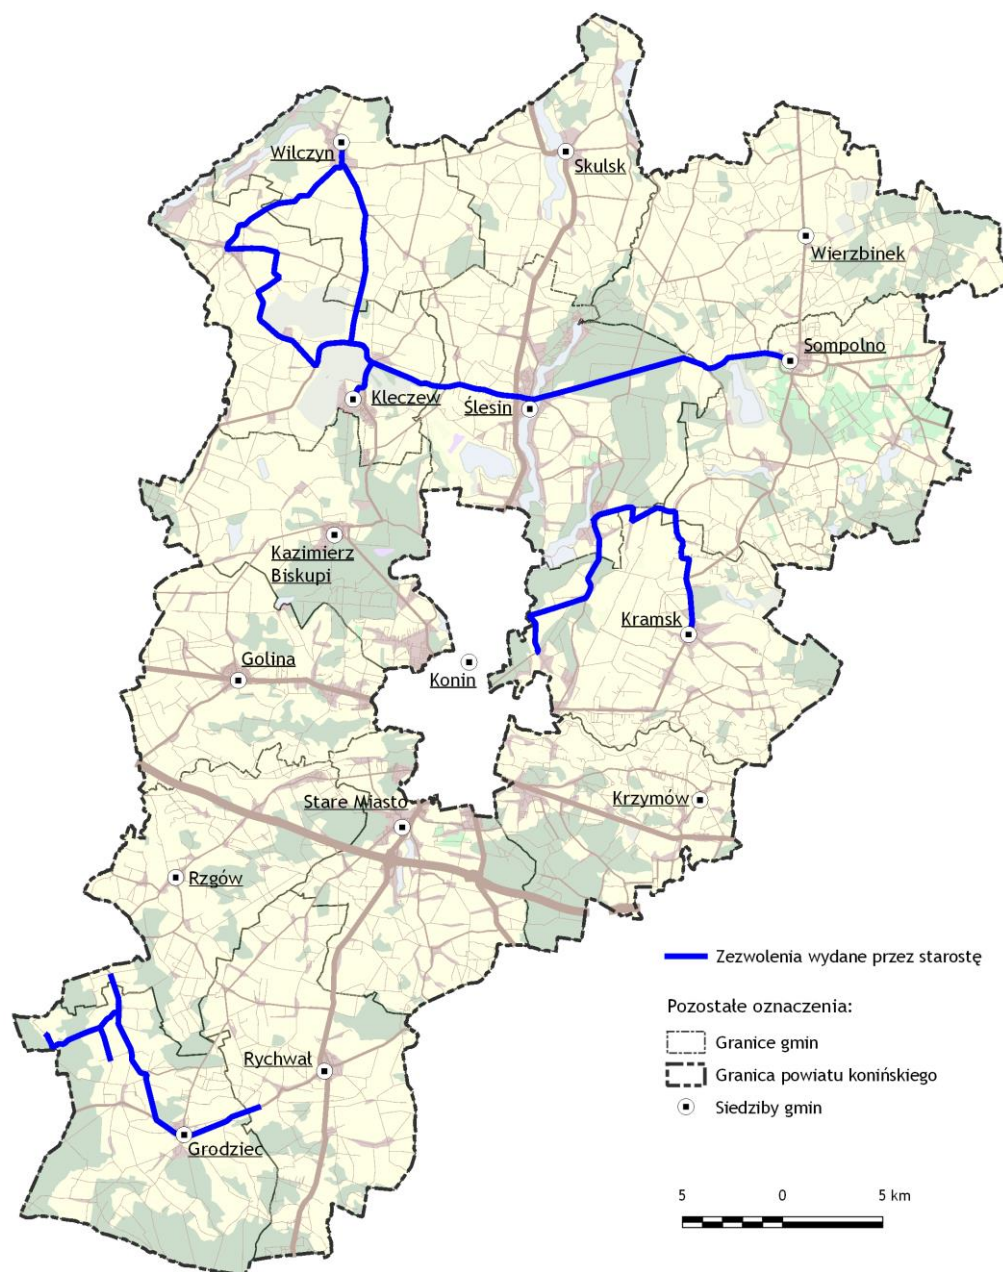 Wilczyn
Skulsk
Wierzbinek
Sompolno
Kleczew
Ślesin
Kazimierz
Biskupi
Kramsk
Golina
Konin
Stare Miasto
Krzymów
Rzgów
Zezwolenia wydane przez starostę
Pozostałe oznaczenia:
Granice gmin
Rychwał
Granica powiatu konińskiego
Siedziby gmin
Grodziec
5 0 5 km